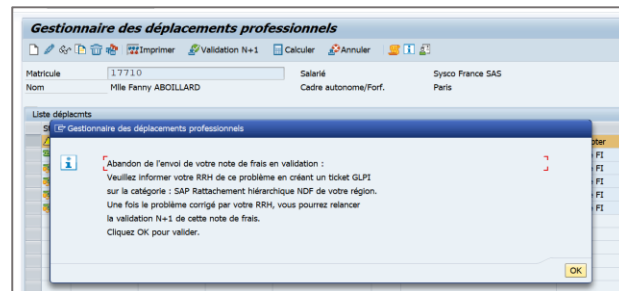 Gestionnaire des déplacements professionnels
Imprimer Validation N+1 Calculer Annuler
Matricule 17710 Salarié Sysco France SAS
Nom Mlle Fanny ABOILLARD Cadre autonome/Forf. Paris
Liste déplacmts
Gestionnaire des déplacements professionnels
Abandon de l'envoi de votre note de frais en validation :
Veuillez informer votre RRH de ce problème en créant un ticket GLPI
sur la catégorie : SAP Rattachement hiérarchique NDF de votre région.
Une fois le problème corrigé par votre RRH, vous pourrez relancer
la validation N+1 de cette note de frais.
Cliquez OK pour valider.
FI
FI
FI
FI
FI
OK